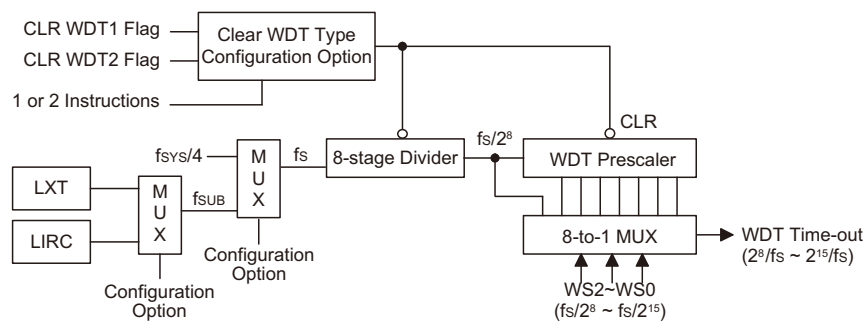 CLR WDT1 Flag
CLR WDT2 Flag
1 or 2 Instructions
Clear WDT Type
Configuration Option
CLR
fSYS/4
M
U
X
fS
8-stage Divider
fS/2⁸
WDT Prescaler
LXT
LIRC
M
U
X
fSUB
Configuration
Option
Configuration
Option
8-to-1 MUX
WDT Time-out
(2⁸/fS ~ 2¹⁵/fS)
WS2~WS0
(fS/2⁸ ~ fS/2¹⁵)